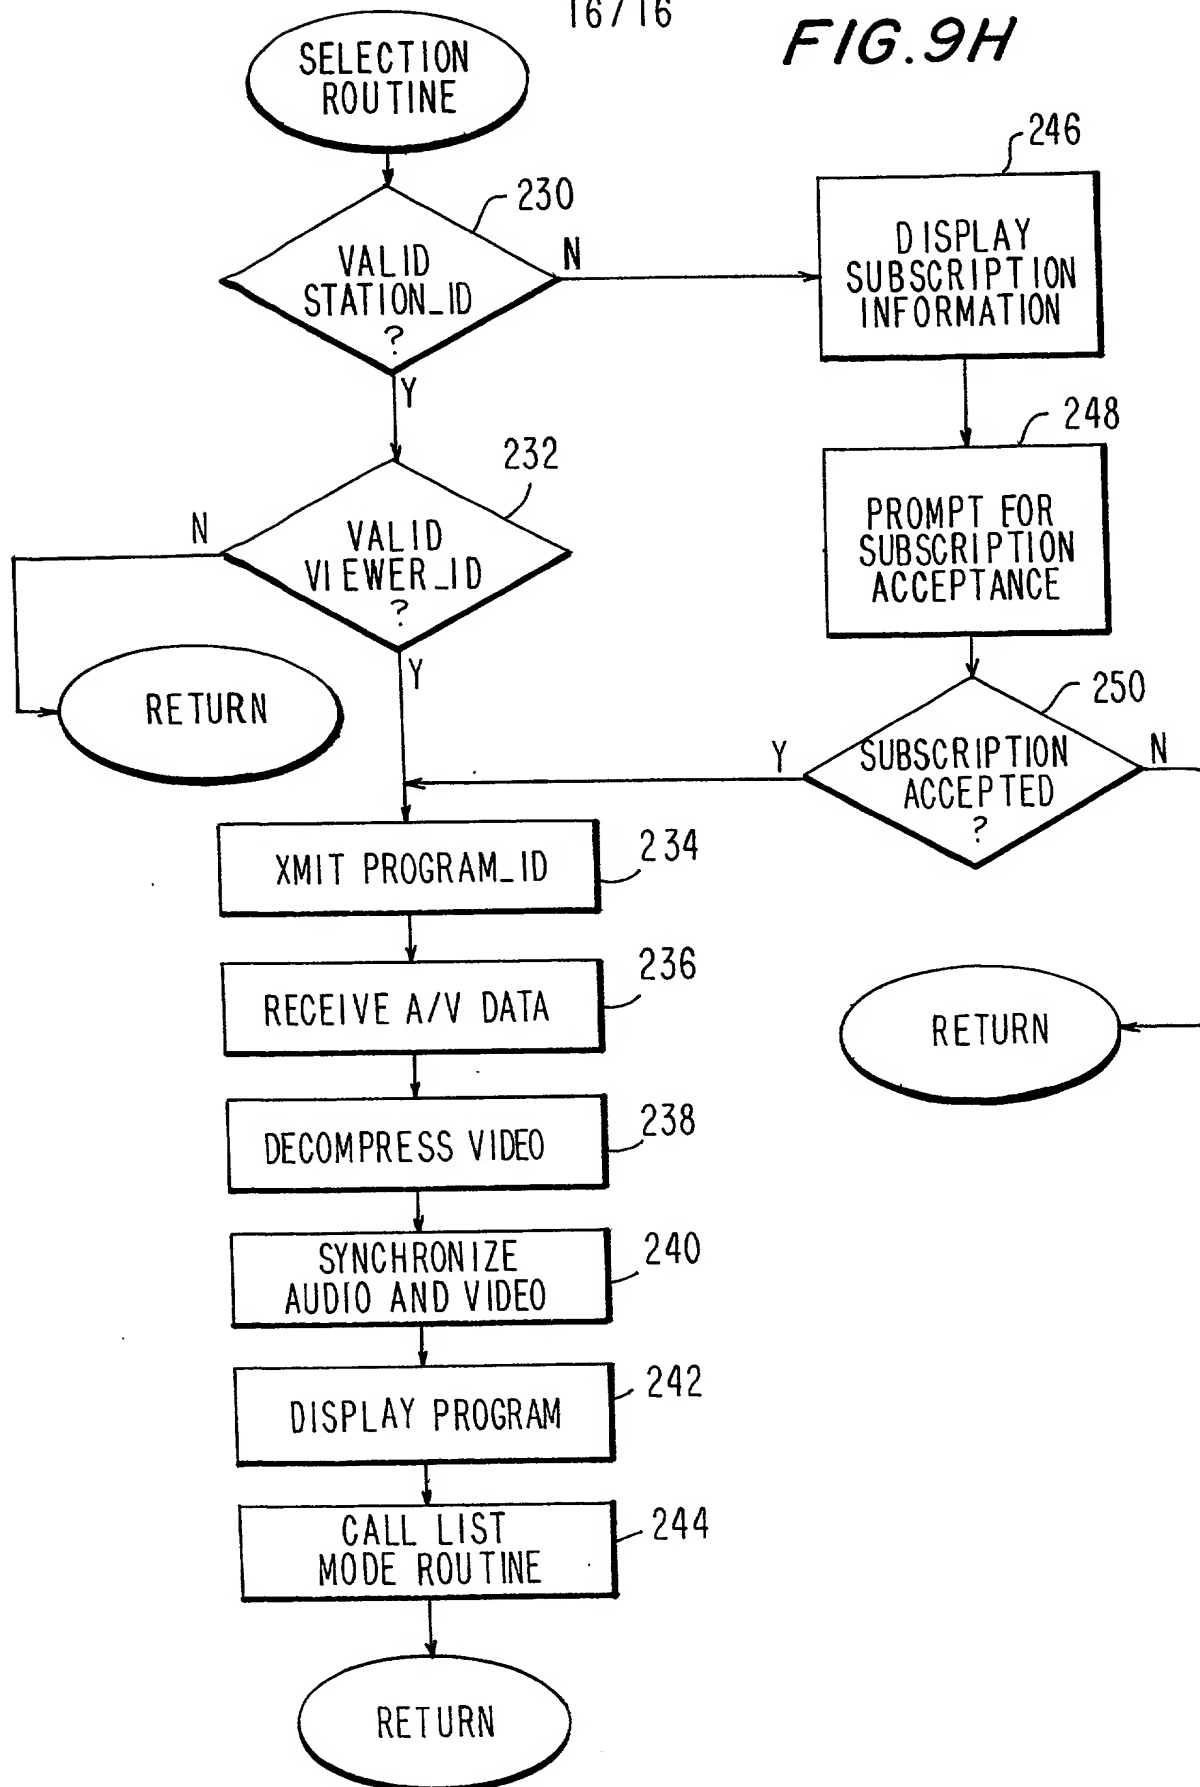 16/16
FIG.9H
SELECTION
ROUTINE
230
VALID
STATION_ID
?
N
Y
246
DISPLAY
SUBSCRIPTION
INFORMATION
248
PROMPT FOR
SUBSCRIPTION
ACCEPTANCE
232
VALID
VIEWER_ID
?
N
Y
RETURN
250
SUBSCRIPTION
ACCEPTED
?
Y
N
RETURN
XMIT PROGRAM_ID
234
RECEIVE A/V DATA
236
DECOMPRESS VIDEO
238
SYNCHRONIZE
AUDIO AND VIDEO
240
DISPLAY PROGRAM
242
CALL LIST
MODE ROUTINE
244
RETURN